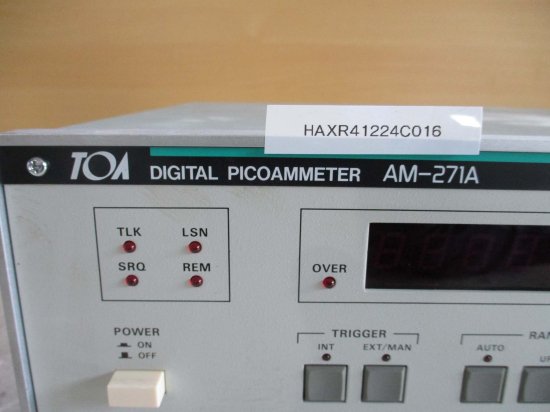 HAXR41224C016
TOA DIGITAL PICOAMMETER AM-271A
TLK LSN
SRQ REM
OVER
POWER
ON
OFF
TRIGGER
INT EXT/MAN
AUTO